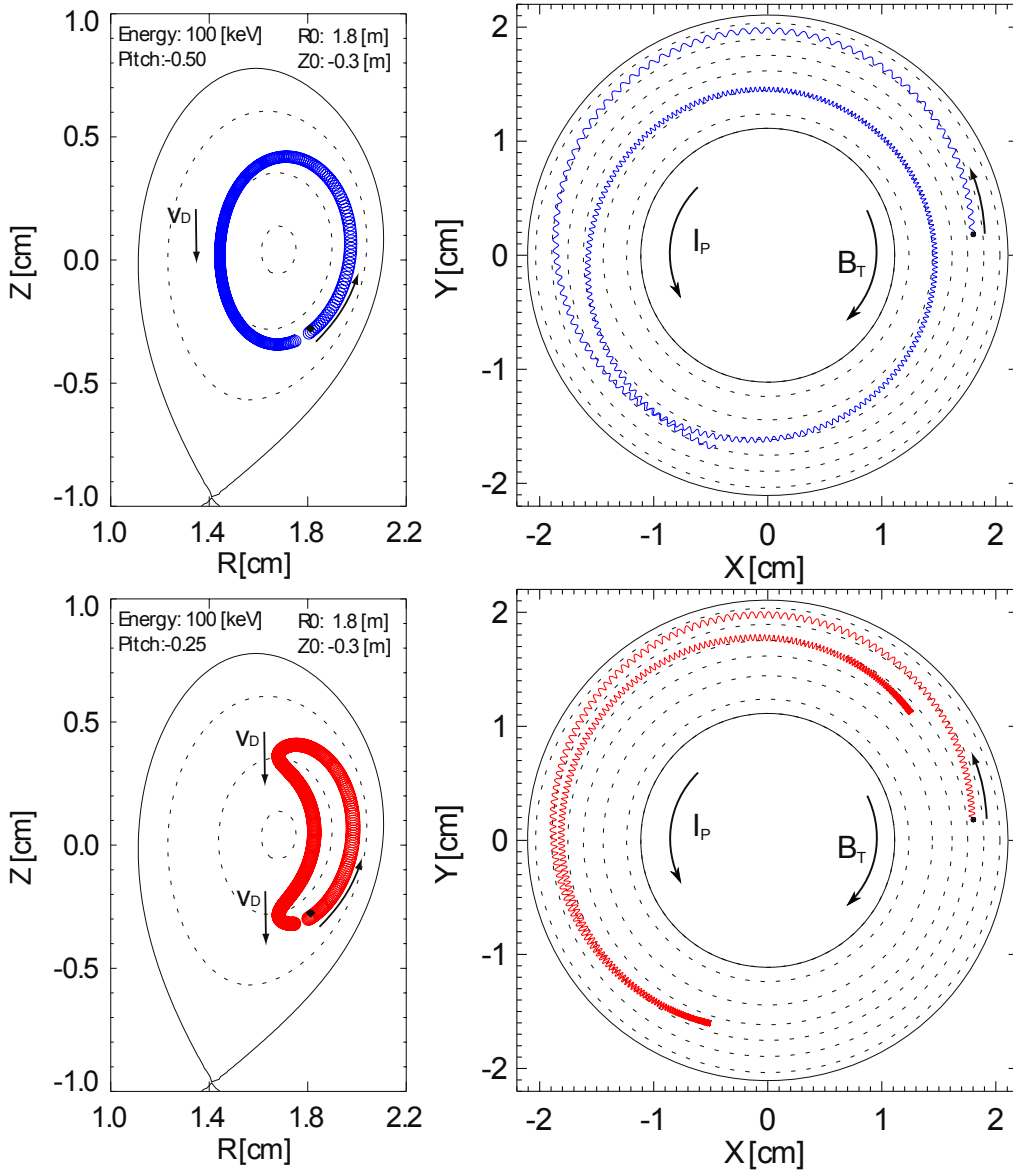 Energy: 100 [keV] R0: 1.8 [m]
Pitch:-0.50 Z0: -0.3 [m]
1.0
0.5
0.0
-0.5
-1.0
Z[cm]
VD
1.0 1.4 1.8 2.2
R[cm]
2
1
0
-1
-2
Y[cm]
IP
BT
-2 -1 0 1 2
X[cm]
Energy: 100 [keV] R0: 1.8 [m]
Pitch:-0.25 Z0: -0.3 [m]
1.0
0.5
0.0
-0.5
-1.0
Z[cm]
VD
VD
1.0 1.4 1.8 2.2
R[cm]
2
1
0
-1
-2
Y[cm]
IP
BT
-2 -1 0 1 2
X[cm]